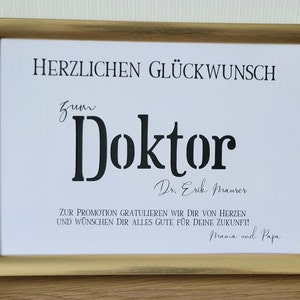 Herzlichen Glückwunsch
zum
Doktor
Dr. Erik Maurer
Zur Promotion gratulieren wir Dir von Herzen
und wünschen Dir alles Gute für Deine Zukunft!
Mama und Papa